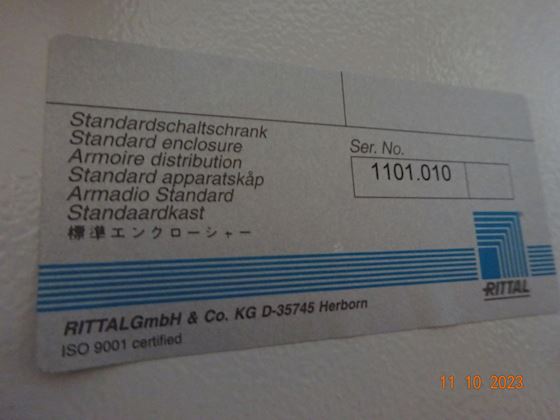 Standardschaltschrank
Standard enclosure
Armoire distribution
Standard apparatskåp
Armadio Standard
Standaardkast
標準エンクローシャー
Ser. No.
1101.010
RITTAL
RITTALGmbH & Co. KG D-35745 Herborn
ISO 9001 certified
11 10 2023